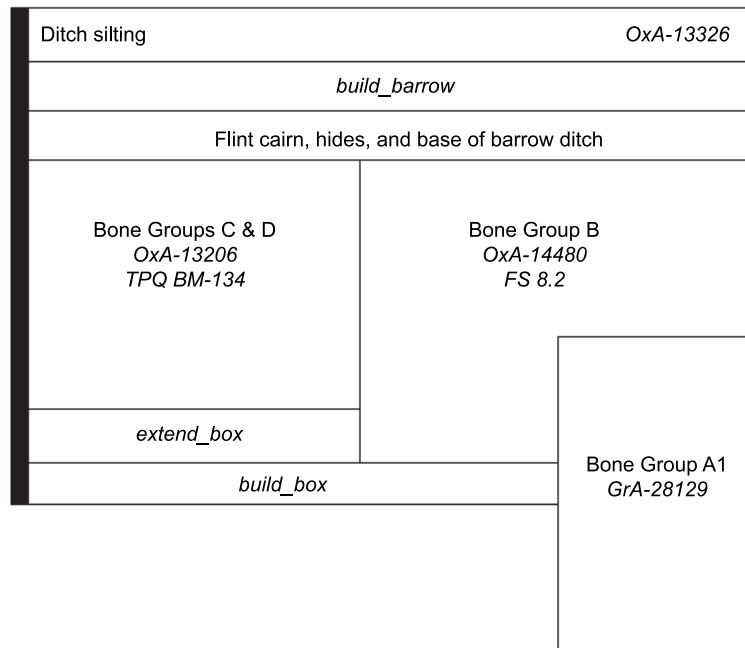 Ditch silting OxA-13326
build_barrow
Flint cairn, hides, and base of barrow ditch
Bone Groups C & D
OxA-13206
TPQ BM-134
Bone Group B
OxA-14480
FS 8.2
extend_box
build_box
Bone Group A1
GrA-28129